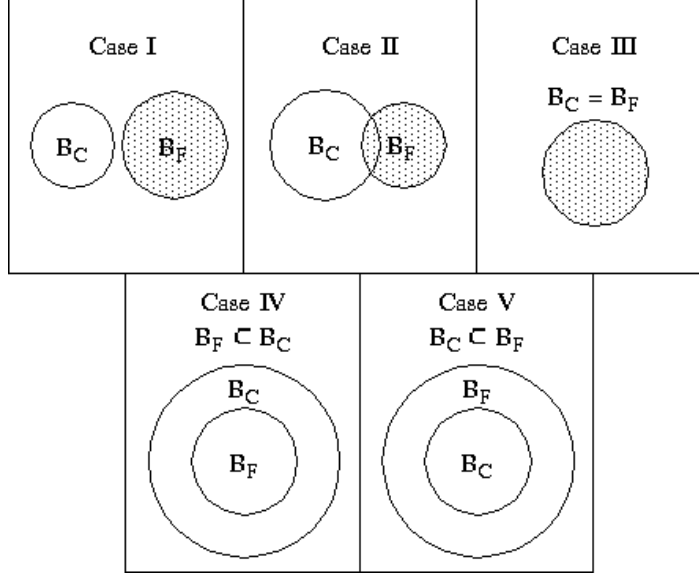 Case I
B_C B_F
Case II
B_C B_F
Case III
B_C = B_F
Case IV
B_F ⊂ B_C
B_C
B_F
Case V
B_C ⊂ B_F
B_F
B_C